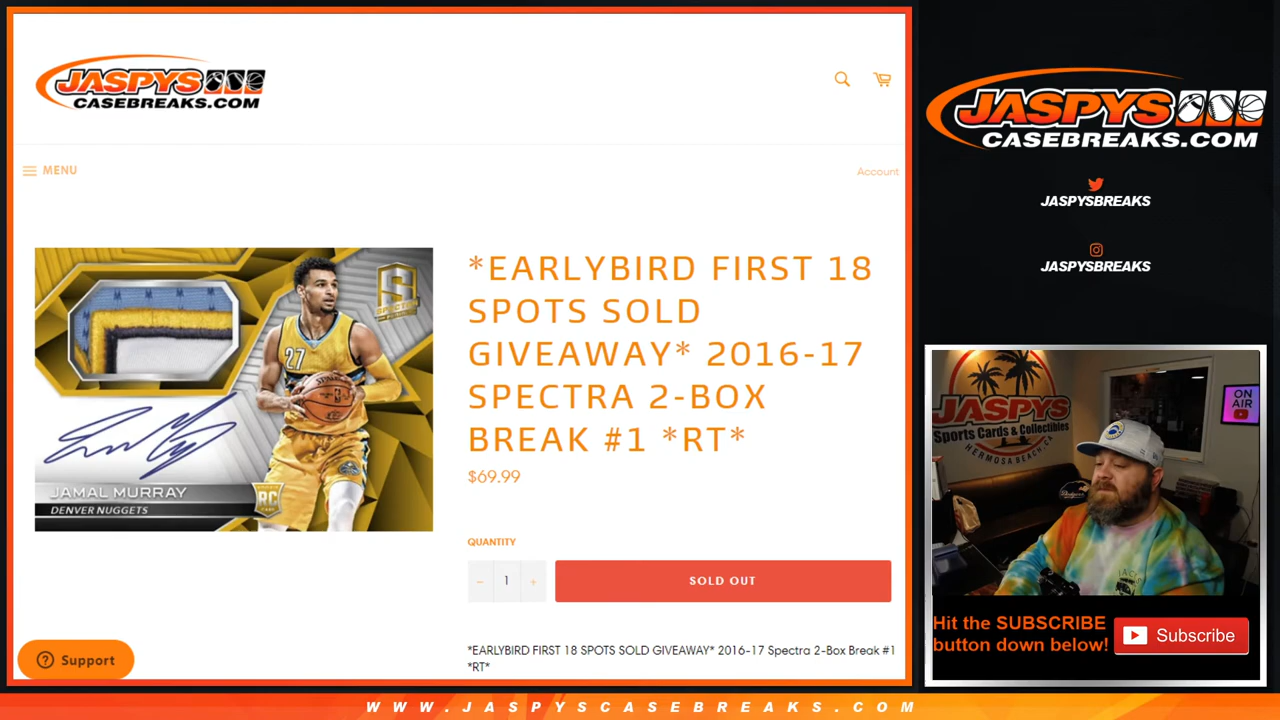 JASPYS
CASEBREAKS.COM
MENU
Account
27
SPECTRA
JAMAL MURRAY
DENVER NUGGETS
RC
*EARLYBIRD FIRST 18
SPOTS SOLD
GIVEAWAY* 2016-17
SPECTRA 2-BOX
BREAK #1 *RT*
$69.99
QUANTITY
− 1 +
SOLD OUT
*EARLYBIRD FIRST 18 SPOTS SOLD GIVEAWAY* 2016-17 Spectra 2-Box Break #1
*RT*
Support
JASPYS
CASEBREAKS.COM
JASPYSBREAKS
JASPYSBREAKS
JASPYS
Sports Cards & Collectibles
HERMOSA BEACH, CA
ON
AIR
Hit the SUBSCRIBE
button down below!
Subscribe
WWW.JASPYSCASEBREAKS.COM